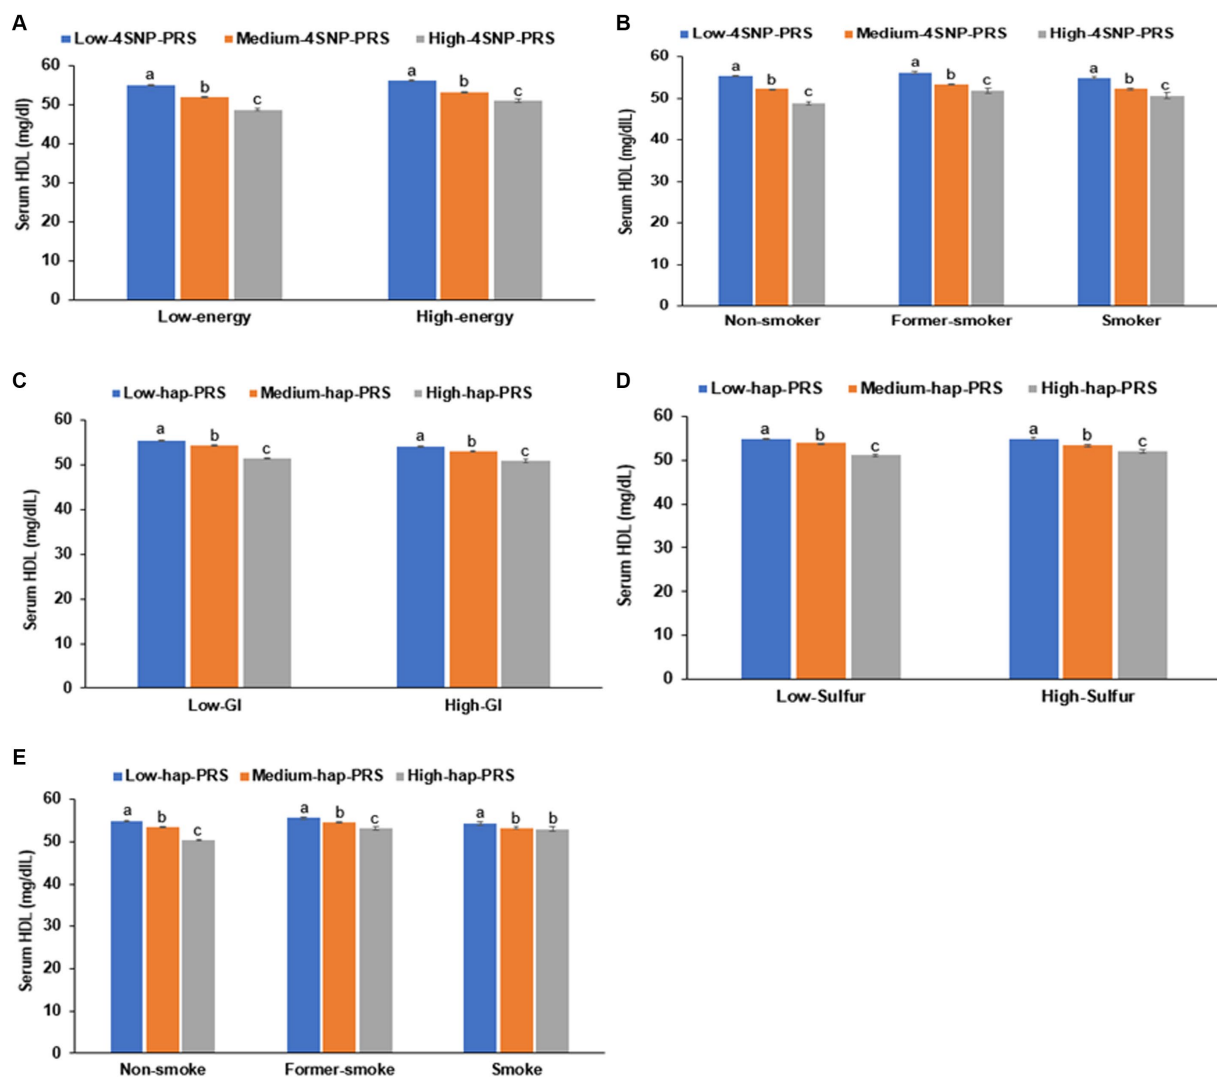 A
Low-4SNP-PRS Medium-4SNP-PRS High-4SNP-PRS
60
50
40
30
20
10
0
Serum HDL (mg/dl)
a b c a b c
Low-energy High-energy
B
Low-4SNP-PRS Medium-4SNP-PRS High-4SNP-PRS
60
50
40
30
20
10
0
Serum HDL (mg/dlL)
a b c a b c a b c
Non-smoker Former-smoker Smoker
C
Low-hap-PRS Medium-hap-PRS High-hap-PRS
60
50
40
30
20
10
0
Serum HDL (mg/dlL)
a b c a b c
Low-GI High-GI
D
Low-hap-PRS Medium-hap-PRS High-hap-PRS
60
50
40
30
20
10
0
Serum HDL (mg/dlL)
a b c a b c
Low-Sulfur High-Sulfur
E
Low-hap-PRS Medium-hap-PRS High-hap-PRS
60
50
40
30
20
10
0
Serum HDL (mg/dlL)
a b c a b c a b b
Non-smoke Former-smoke Smoke